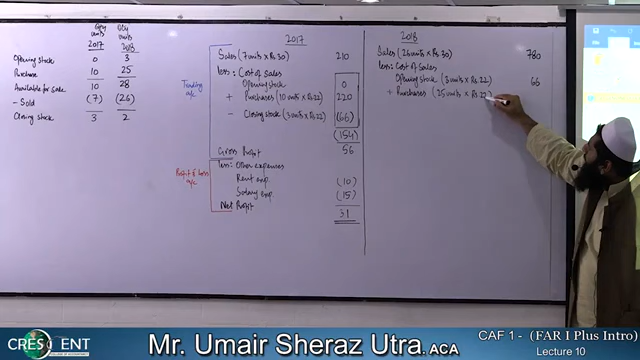 Qty units 2017
Qty units 2018
Opening stock 0 3
Purchase 10 25
Available for sale 10 28
- Sold (7) (26)
Closing stock 3 2
Trading a/c
Profit & Loss a/c
2017
Sales (7 units × Rs 30) 210
less: Cost of Sales
Opening stock 0
+ Purchases (10 units × Rs 22) 220
- Closing stock (3 units × Rs 22) (66)
(154)
Gross Profit 56
less: Other expenses
Rent exp (10)
Salary exp (15)
Net Profit 31
2018
Sales (26 units × Rs 30) 780
less: Cost of Sales
Opening stock (3 units × Rs 22) 66
+ Purchases (25 units × Rs 22)
CRESCENT
COLLEGE OF ACCOUNTANCY
Mr. Umair Sheraz Utra, ACA
CAF 1 - (FAR I Plus Intro)
Lecture 10